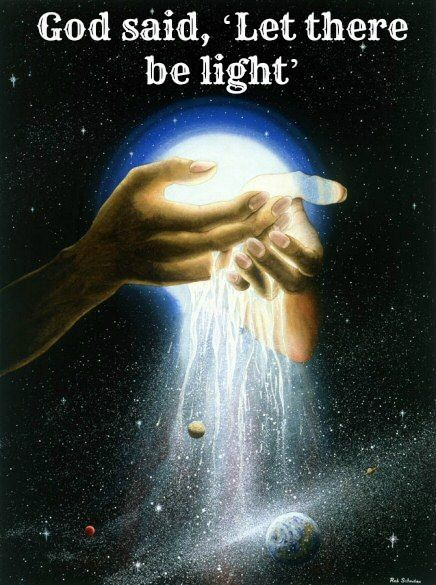 God said, ‘Let there
be light’